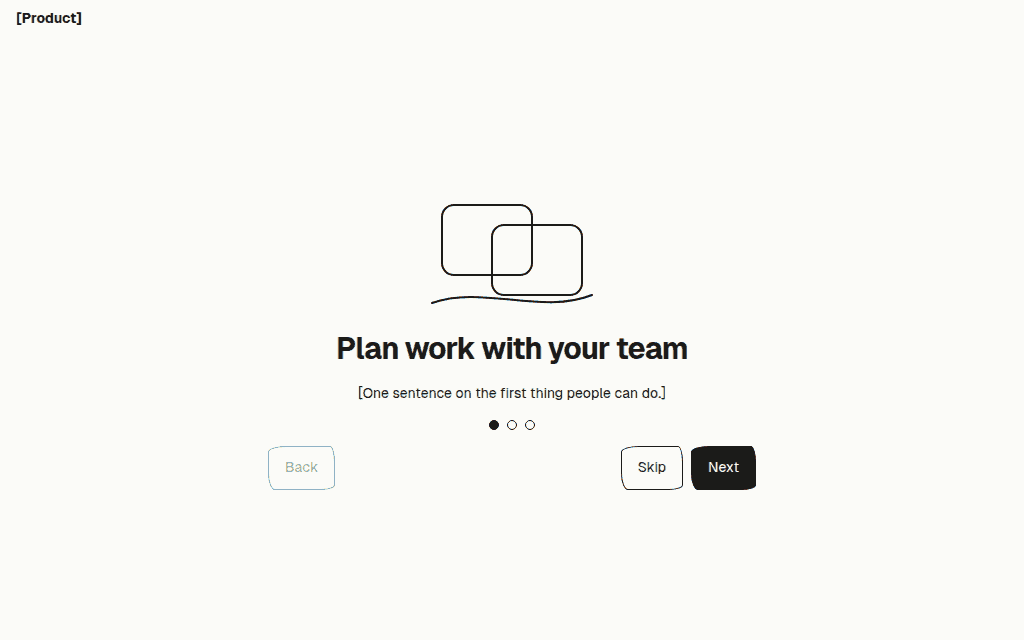 [Product]
Plan work with your team
[One sentence on the first thing people can do.]
Back
Skip
Next